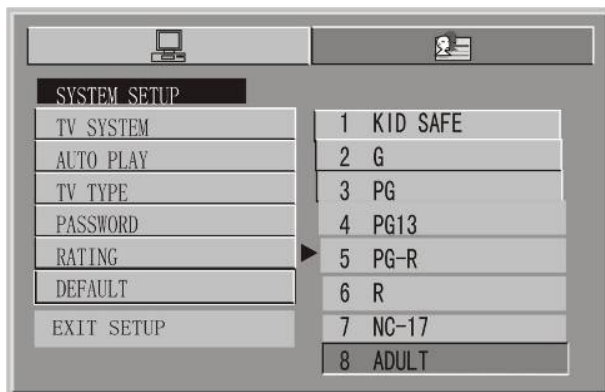 SYSTEM SETUP
TV SYSTEM
AUTO PLAY
TV TYPE
PASSWORD
RATING
DEFAULT
EXIT SETUP
1 KID SAFE
2 G
3 PG
4 PG13
5 PG-R
6 R
7 NC-17
8 ADULT